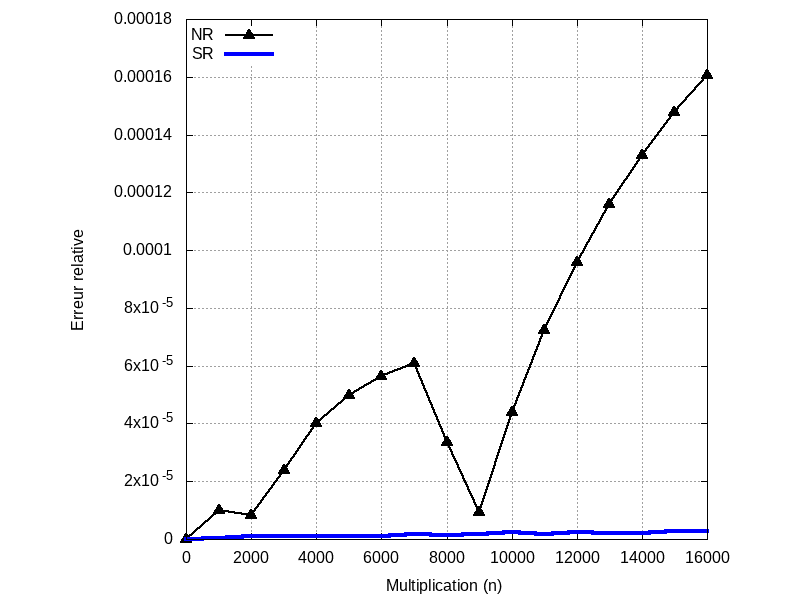 0.00018
NR
SR
0.00016
0.00014
0.00012
0.0001
8x10⁻⁵
6x10⁻⁵
4x10⁻⁵
2x10⁻⁵
0
Erreur relative
0 2000 4000 6000 8000 10000 12000 14000 16000
Multiplication (n)